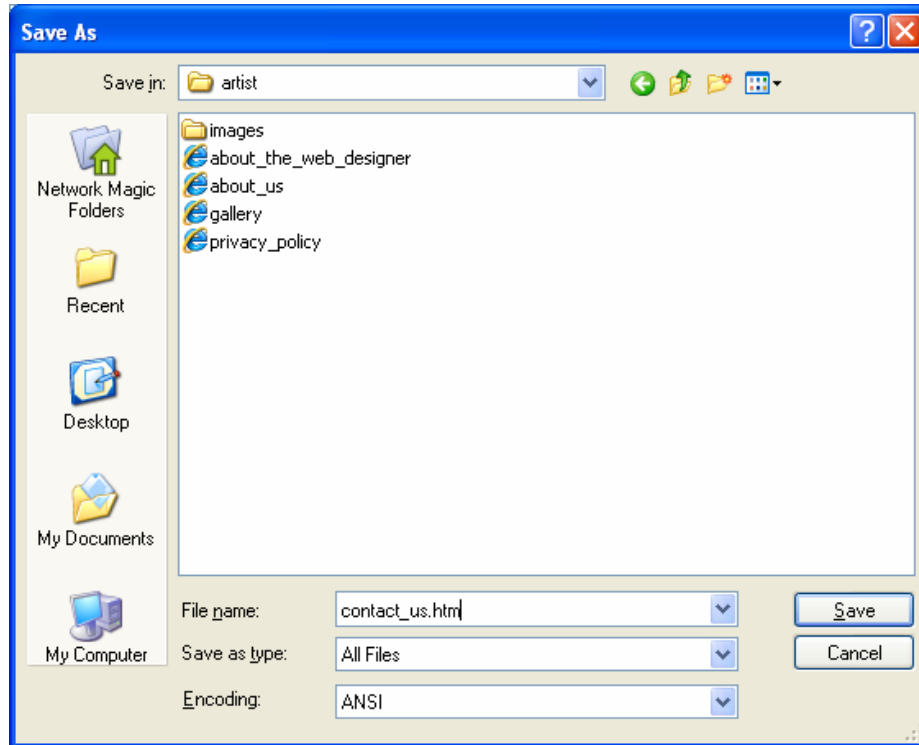 Save As
?
Save in:
artist
images
about_the_web_designer
about_us
gallery
privacy_policy
Network Magic
Folders
Recent
Desktop
My Documents
My Computer
File name:
contact_us.htm
Save
Save as type:
All Files
Cancel
Encoding:
ANSI